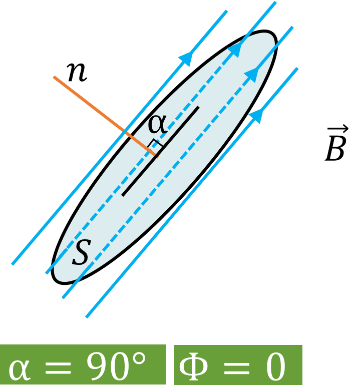 n
α
B⃗
S
α = 90° Φ = 0